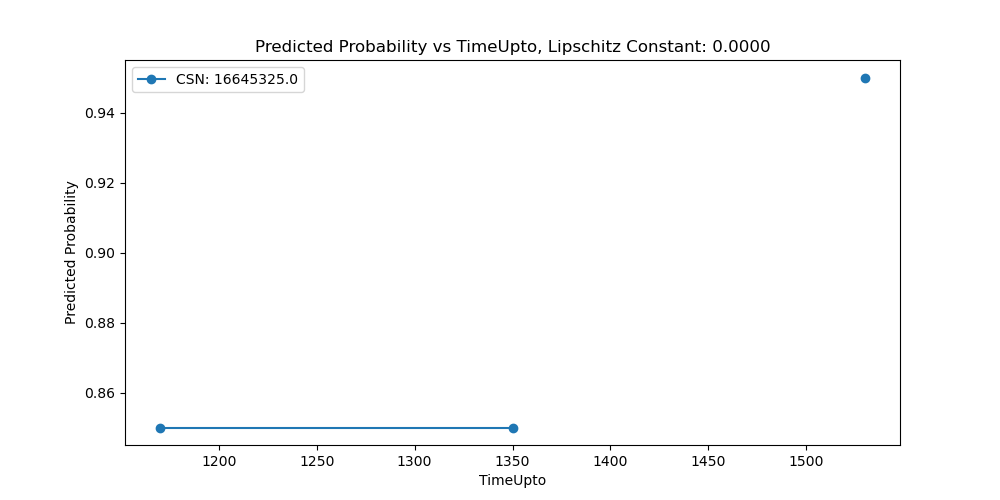 Predicted Probability vs TimeUpto, Lipschitz Constant: 0.0000
CSN: 16645325.0
Predicted Probability
0.94
0.92
0.90
0.88
0.86
1200 1250 1300 1350 1400 1450 1500
TimeUpto